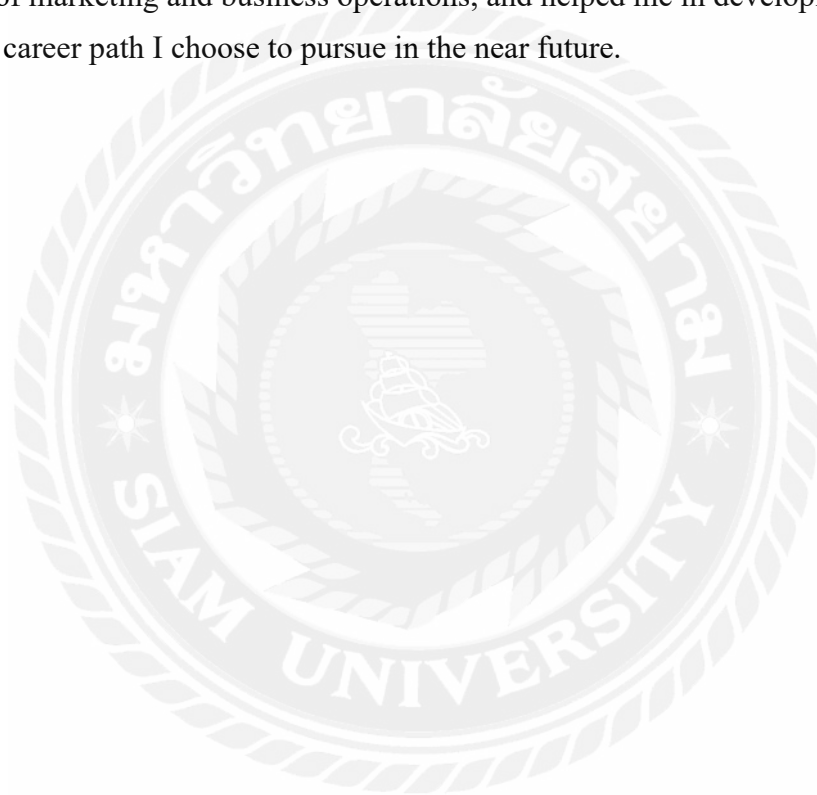 of marketing and business operations, and helped me in develop
career path I choose to pursue in the near future.
มหาวิทยาลัยสยาม
SIAM UNIVERSITY